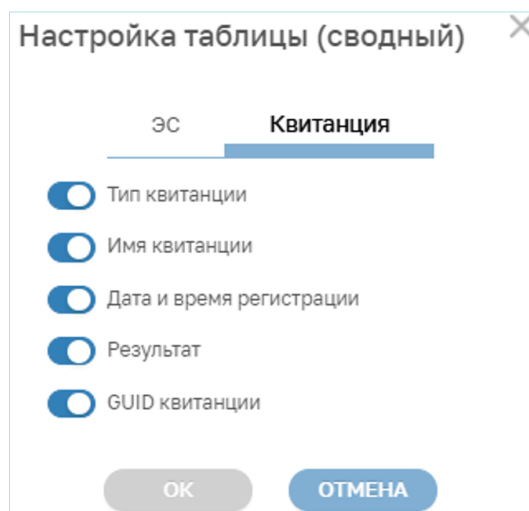 Настройка таблицы (сводный)
ЭС Квитанция
Тип квитанции
Имя квитанции
Дата и время регистрации
Результат
GUID квитанции
ОК ОТМЕНА